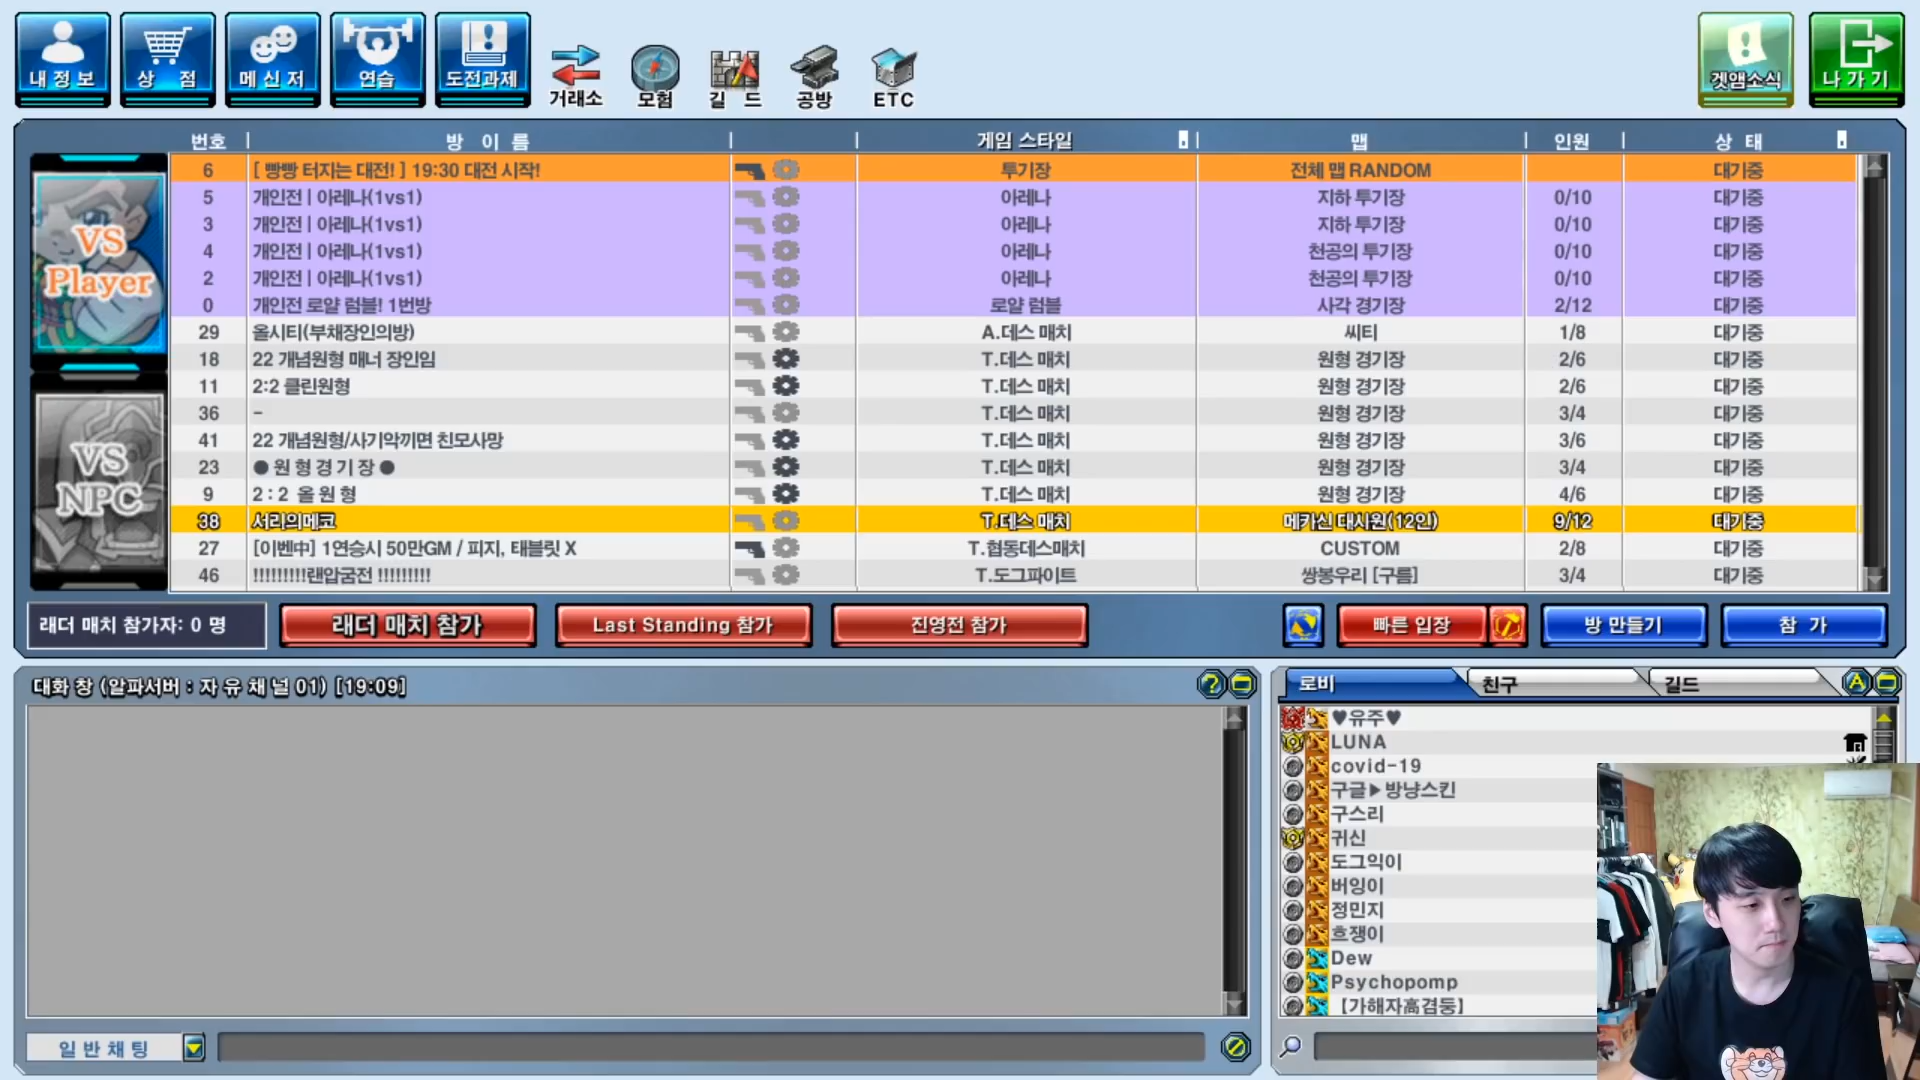 내 정 보
상 점
메 신 저
연습
도전과제
거래소
모험
길 드
공방
ETC
겟앰소식
나 가 기
번호 방 이 름 게임 스타일 맵 인원 상 태
VS
Player
VS
NPC
6 [ 빵빵 터지는 대전! ] 19:30 대전 시작! 투기장 전체 맵 RANDOM 대기중
5 개인전 | 아레나(1vs1) 아레나 지하 투기장 0/10 대기중
3 개인전 | 아레나(1vs1) 아레나 지하 투기장 0/10 대기중
4 개인전 | 아레나(1vs1) 아레나 천공의 투기장 0/10 대기중
2 개인전 | 아레나(1vs1) 아레나 천공의 투기장 0/10 대기중
0 개인전 로얄 럼블! 1번방 로얄 럼블 사각 경기장 2/12 대기중
29 올시티(부채장인의방) A.데스 매치 씨티 1/8 대기중
18 22 개념원형 매너 장인임 T.데스 매치 원형 경기장 2/6 대기중
11 2:2 클린원형 T.데스 매치 원형 경기장 2/6 대기중
36 - T.데스 매치 원형 경기장 3/4 대기중
41 22 개념원형/사기악끼면 친모사망 T.데스 매치 원형 경기장 3/6 대기중
23 ● 원 형 경 기 장 ● T.데스 매치 원형 경기장 3/4 대기중
9 2 : 2 올 원 형 T.데스 매치 원형 경기장 4/6 대기중
38 서리의메코 T.데스 매치 메카신 대시원(12인) 9/12 대기중
27 [이벤中] 1연승시 50만GM / 피지, 태블릿 X T.협동데스매치 CUSTOM 2/8 대기중
46 !!!!!!!!!랜압굼전 !!!!!!!!! T.도그파이트 쌍봉우리 [구름] 3/4 대기중
래더 매치 참가자: 0 명
래더 매치 참가
Last Standing 참가
진영전 참가
빠른 입장
방 만들기
참 가
대화 창 (알파서버 : 자 유 채 널 01) [19:09]
일 반 채 팅
로비 친구 길드
♥유주♥
LUNA
covid-19
구글▶방냥스킨
구스리
귀신
도그익이
버잉이
정민지
흐쟁이
Dew
Psychopomp
【가해자高겸둥】